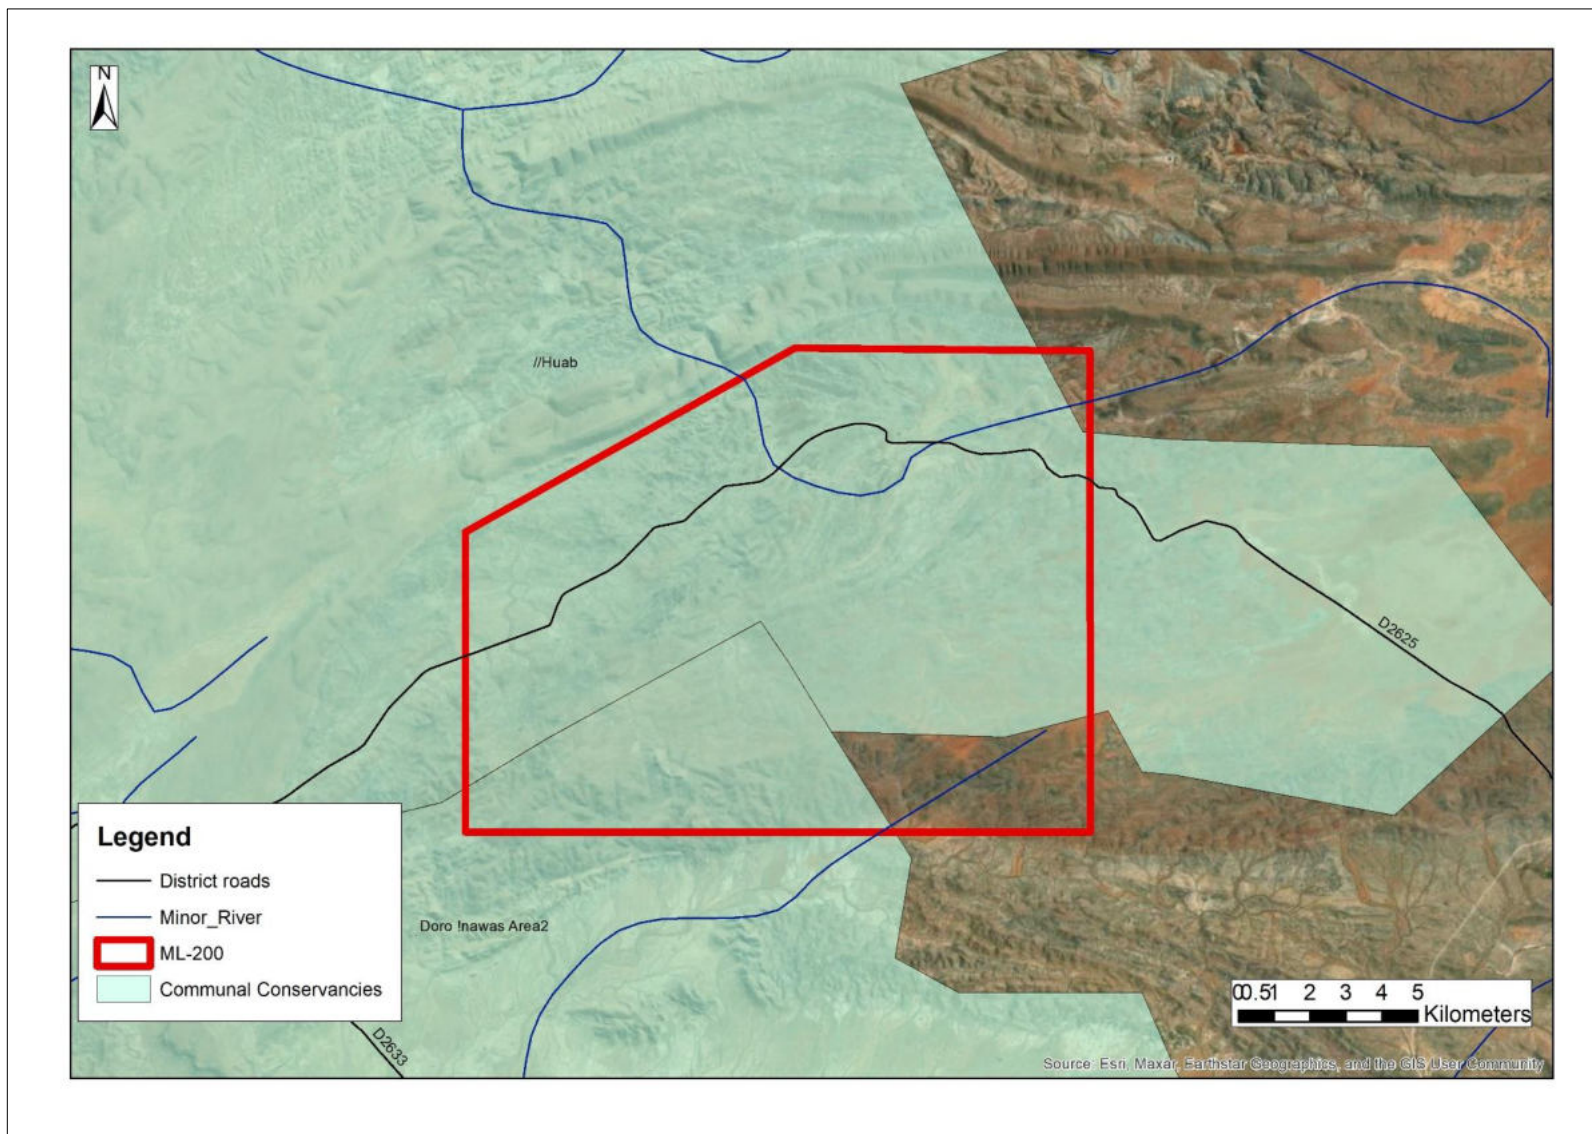 N
//Huab
D2625
Legend
District roads
Minor_River
ML-200
Communal Conservancies
Doro !nawas Area2
D2633
00.51 2 3 4 5
Kilometers
Source: Esri, Maxar, Earthstar Geographics, and the GIS User Community